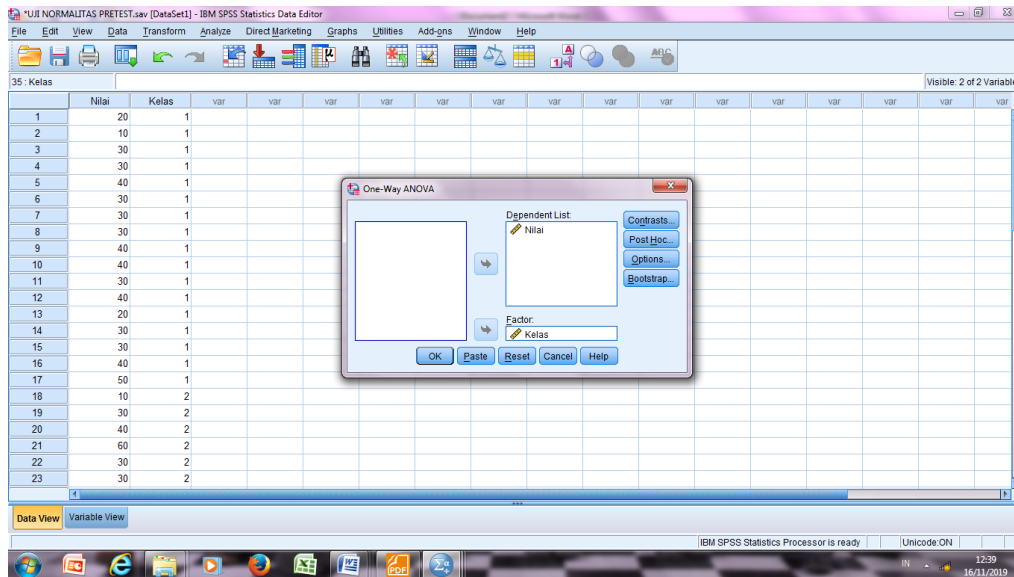 *UJI NORMALITAS PRETEST.sav [DataSet1] - IBM SPSS Statistics Data Editor
File Edit View Data Transform Analyze Direct Marketing Graphs Utilities Add-ons Window Help
35 : Kelas
Visible: 2 of 2 Variable
Nilai Kelas var var var var var var var var var var var var var var
1 20 1
2 10 1
3 30 1
4 30 1
5 40 1
6 30 1
7 30 1
8 30 1
9 40 1
10 40 1
11 30 1
12 40 1
13 20 1
14 30 1
15 30 1
16 40 1
17 50 1
18 10 2
19 30 2
20 40 2
21 60 2
22 30 2
23 30 2
One-Way ANOVA
Dependent List:
Nilai
Contrasts...
Post Hoc...
Options...
Bootstrap...
Factor:
Kelas
OK Paste Reset Cancel Help
Data View Variable View
IBM SPSS Statistics Processor is ready Unicode:ON
IN 12:39
16/11/2019